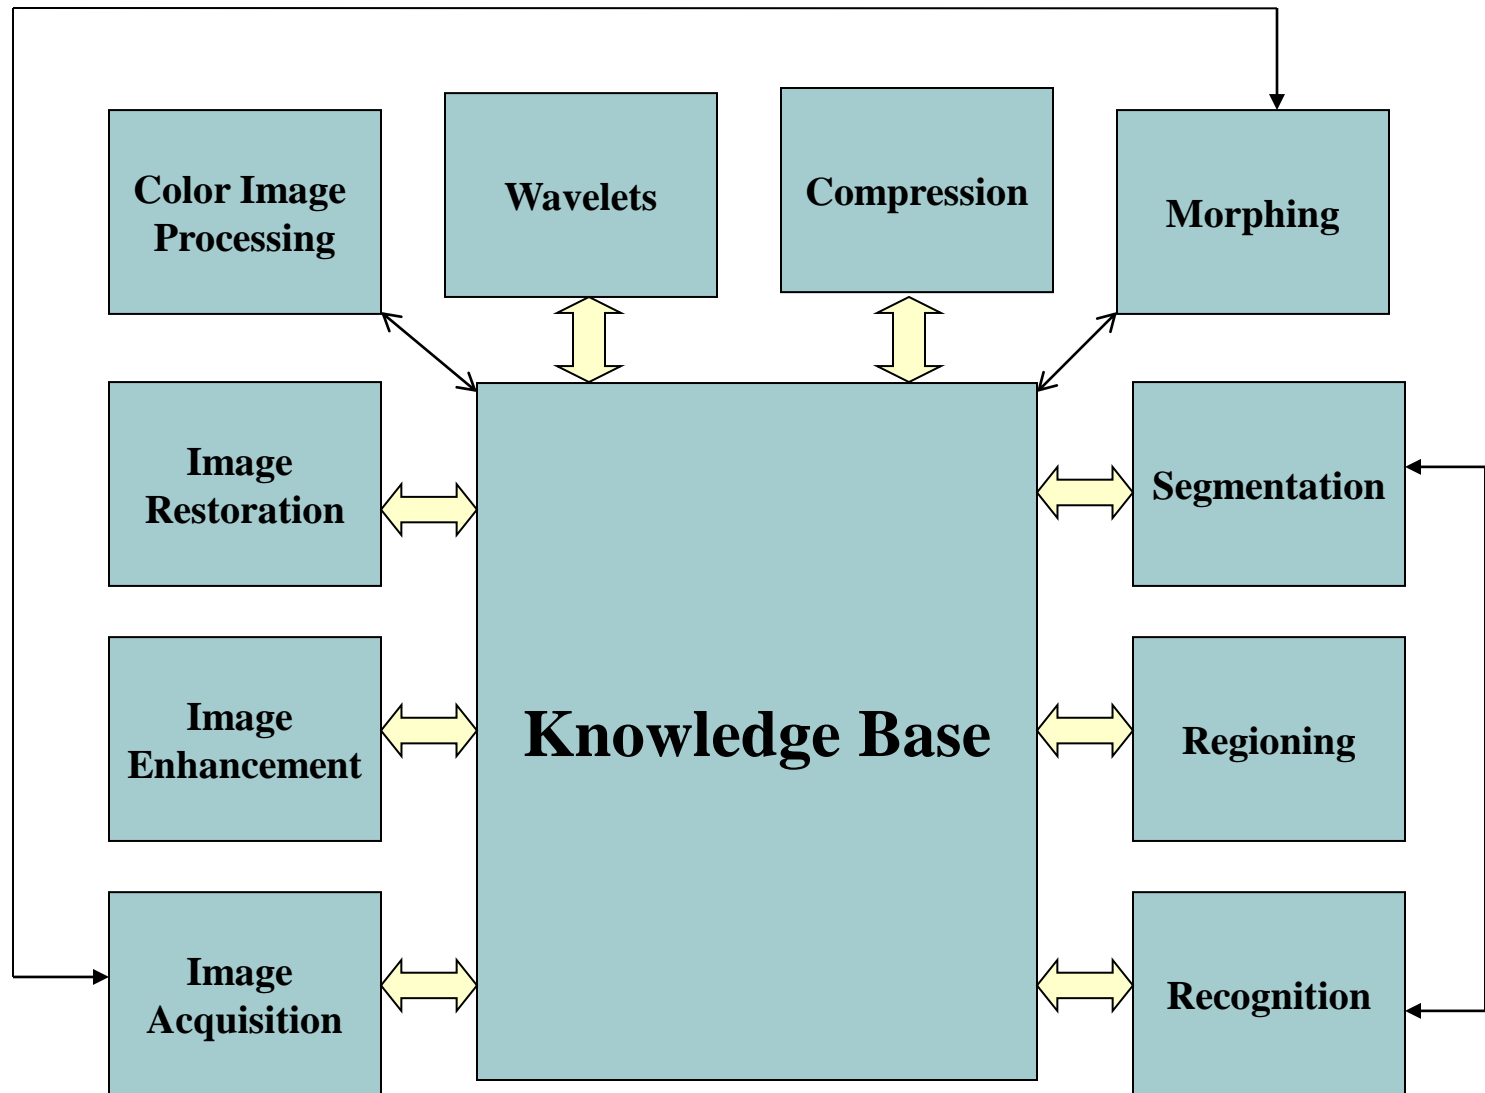 Color Image
Processing
Wavelets
Compression
Morphing
Image
Restoration
Segmentation
Image
Enhancement
Knowledge Base
Regioning
Image
Acquisition
Recognition